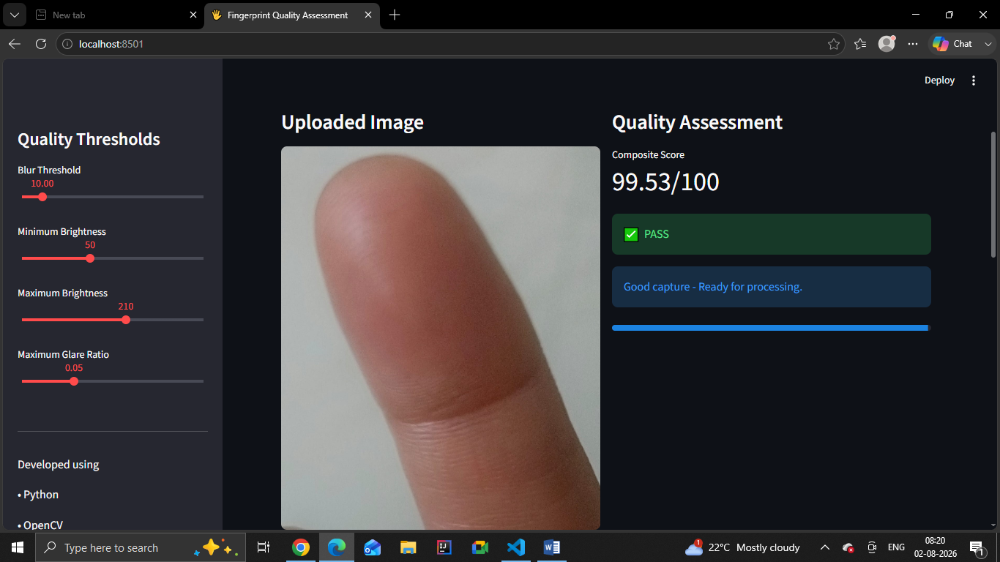 New tab
Fingerprint Quality Assessment
localhost:8501
Chat
Deploy
Quality Thresholds
Blur Threshold
10.00
Minimum Brightness
50
Maximum Brightness
210
Maximum Glare Ratio
0.05
Developed using
• Python
• OpenCV
Uploaded Image
Quality Assessment
Composite Score
99.53/100
PASS
Good capture - Ready for processing.
Type here to search
1
22°C Mostly cloudy
ENG
08:20
02-08-2026
1